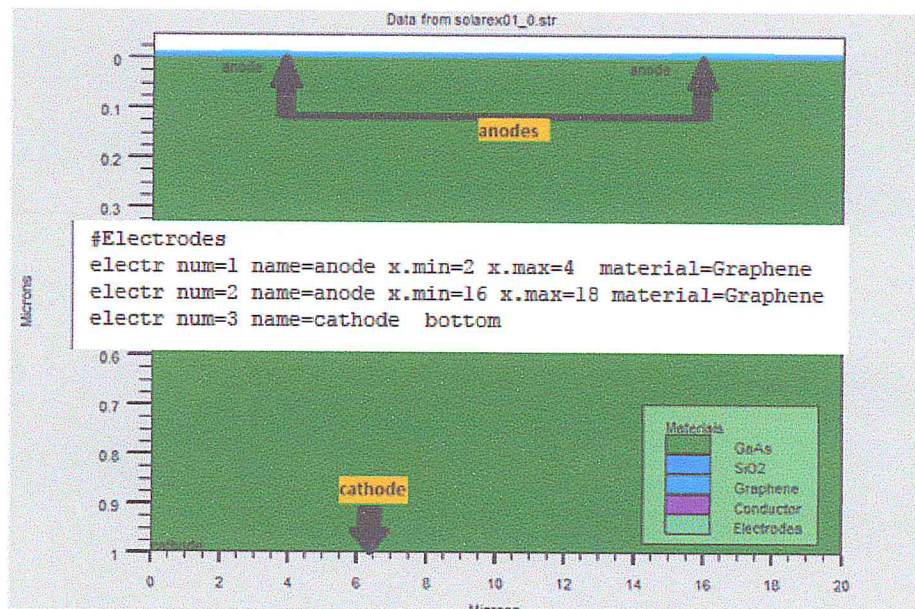 Data from solarex01_0.str
0
anode
anode
0.1
anodes
0.2
0.3
#Electrodes
electr num=1 name=anode x.min=2 x.max=4 material=Graphene
electr num=2 name=anode x.min=16 x.max=18 material=Graphene
electr num=3 name=cathode bottom
Microns
0.6
0.7
Materials
GaAs
SiO2
Graphene
Conductor
Electrodes
0.8
cathode
0.9
1
cathode
0 2 4 6 8 10 12 14 16 18 20
Microns